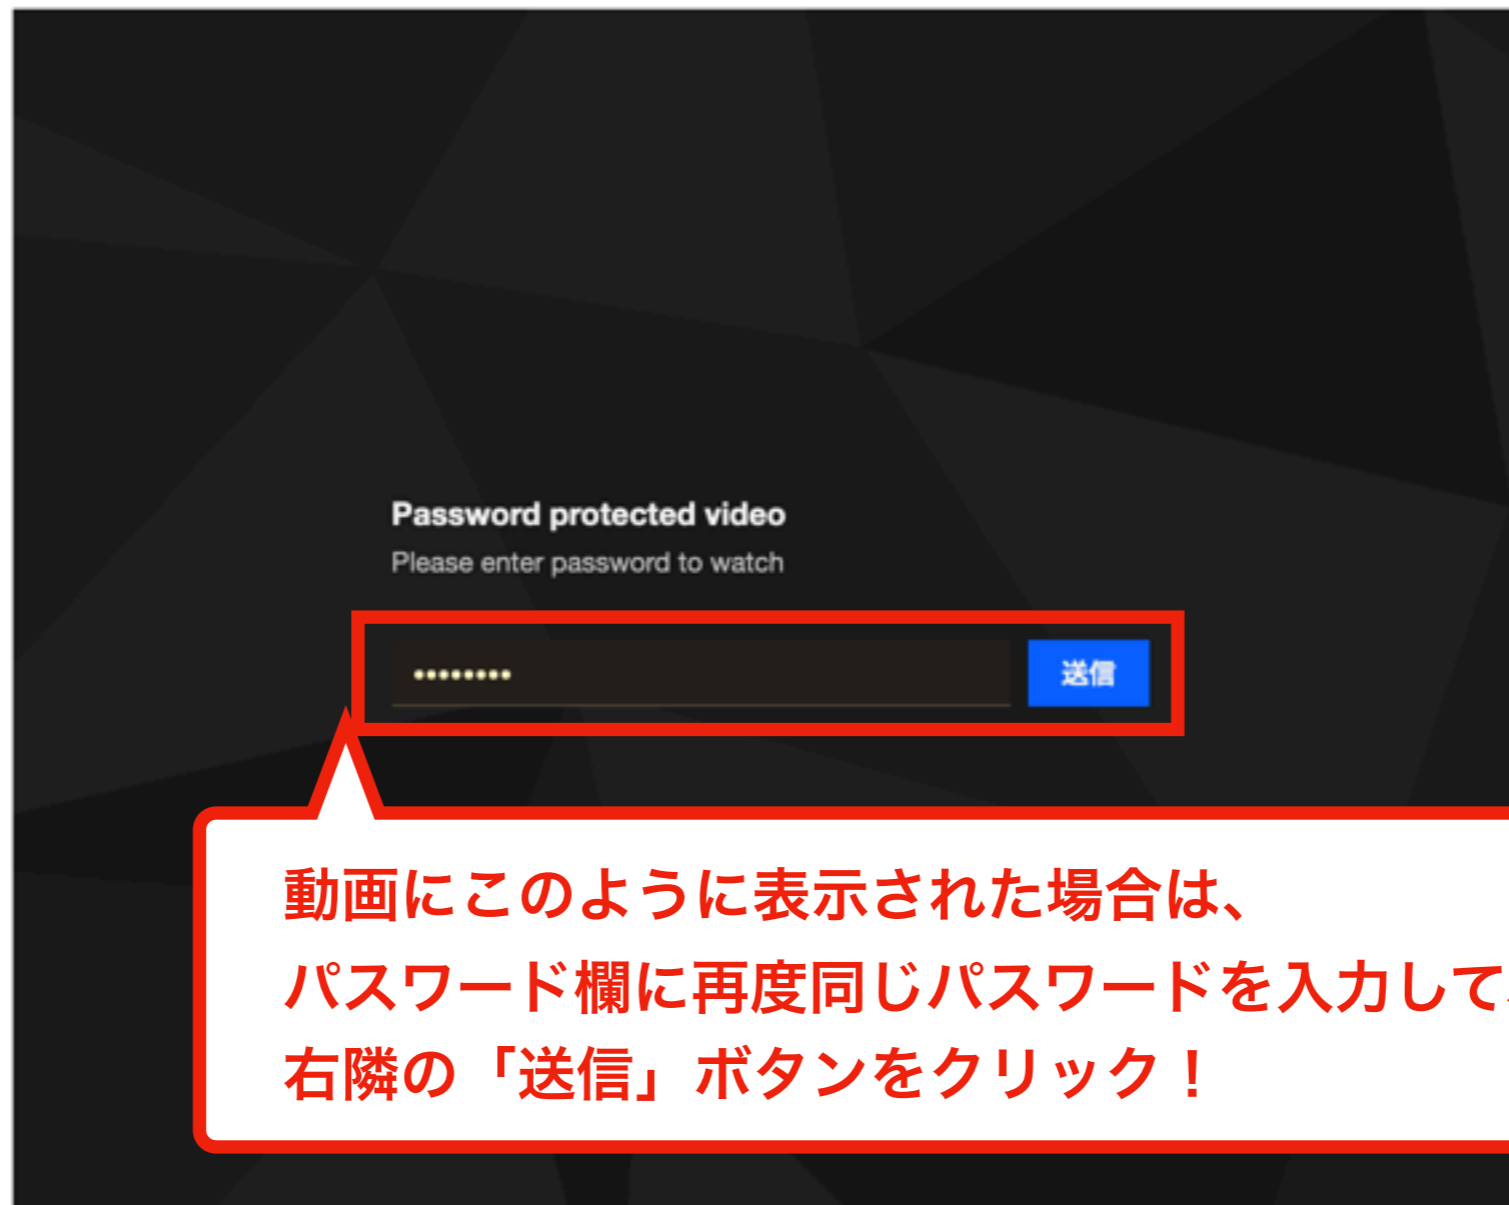 Password protected video
Please enter password to watch
•••••••• 送信
動画にこのように表示された場合は、
パスワード欄に再度同じパスワードを入力して、
右隣の「送信」ボタンをクリック！